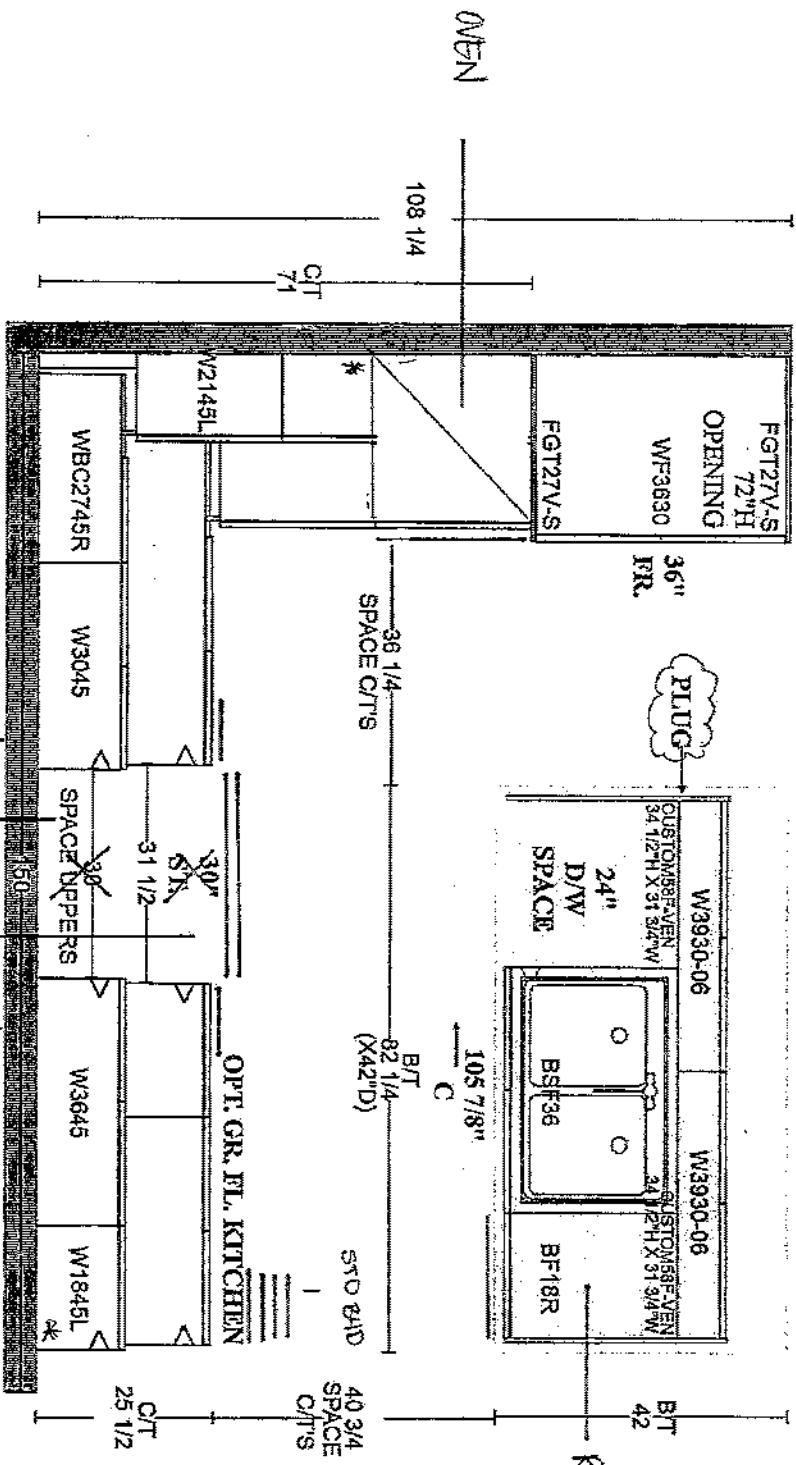 OVEN
108 1/4
C/T
71
FGT27V-S
72"H
OPENING
WF3630
FGT27V-S
36"
FR.
W2145L
*
PLUG
36 1/4
SPACE C/T'S
WBC2745R
W3045
W3930-06
CUSTOM58F-VEN
34 1/2"H X 31 3/4"W
24"
D/W
SPACE
30"
ST.
31 1/2
30
SPACE UPPERS
150
B/T
82 1/4
(X42"D)
105 7/8"
C
BSF36
W3930-06
CUSTOM58F-VEN
34 1/2"H X 31 3/4"W
BF18R
OPT. GR. FL. KITCHEN
STD BAD
W3645
W1845L
*
B/T
42
40 3/4
SPACE
C/T'S
C/T
25 1/2